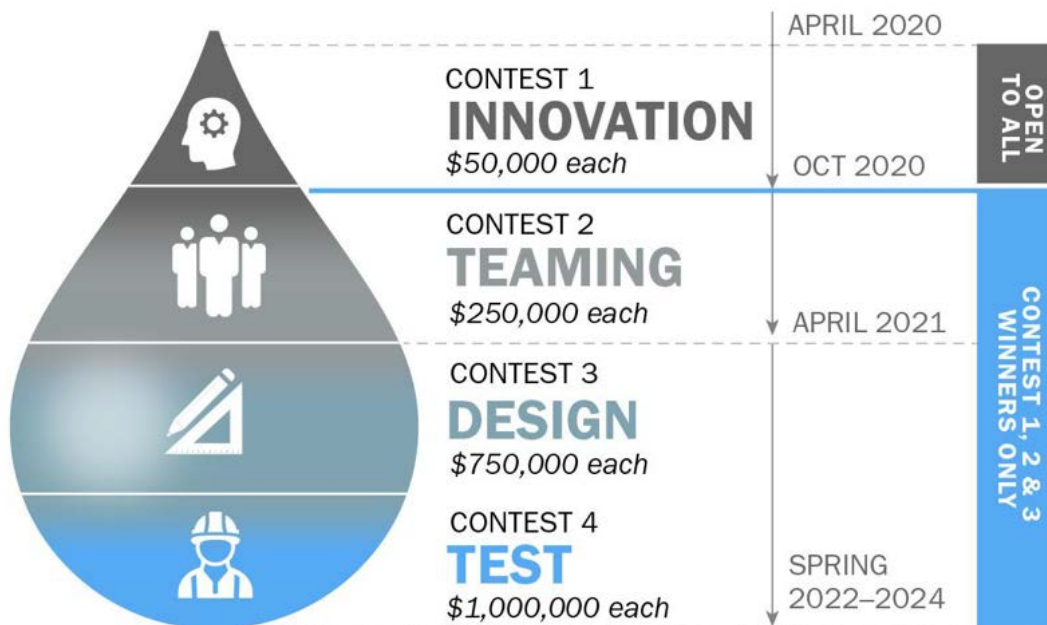 APRIL 2020
CONTEST 1
INNOVATION
$50,000 each
OCT 2020
OPEN
TO ALL
CONTEST 2
TEAMING
$250,000 each
APRIL 2021
CONTEST 3
DESIGN
$750,000 each
CONTEST 4
TEST
$1,000,000 each
SPRING
2022–2024
CONTEST 1, 2 & 3
WINNERS ONLY